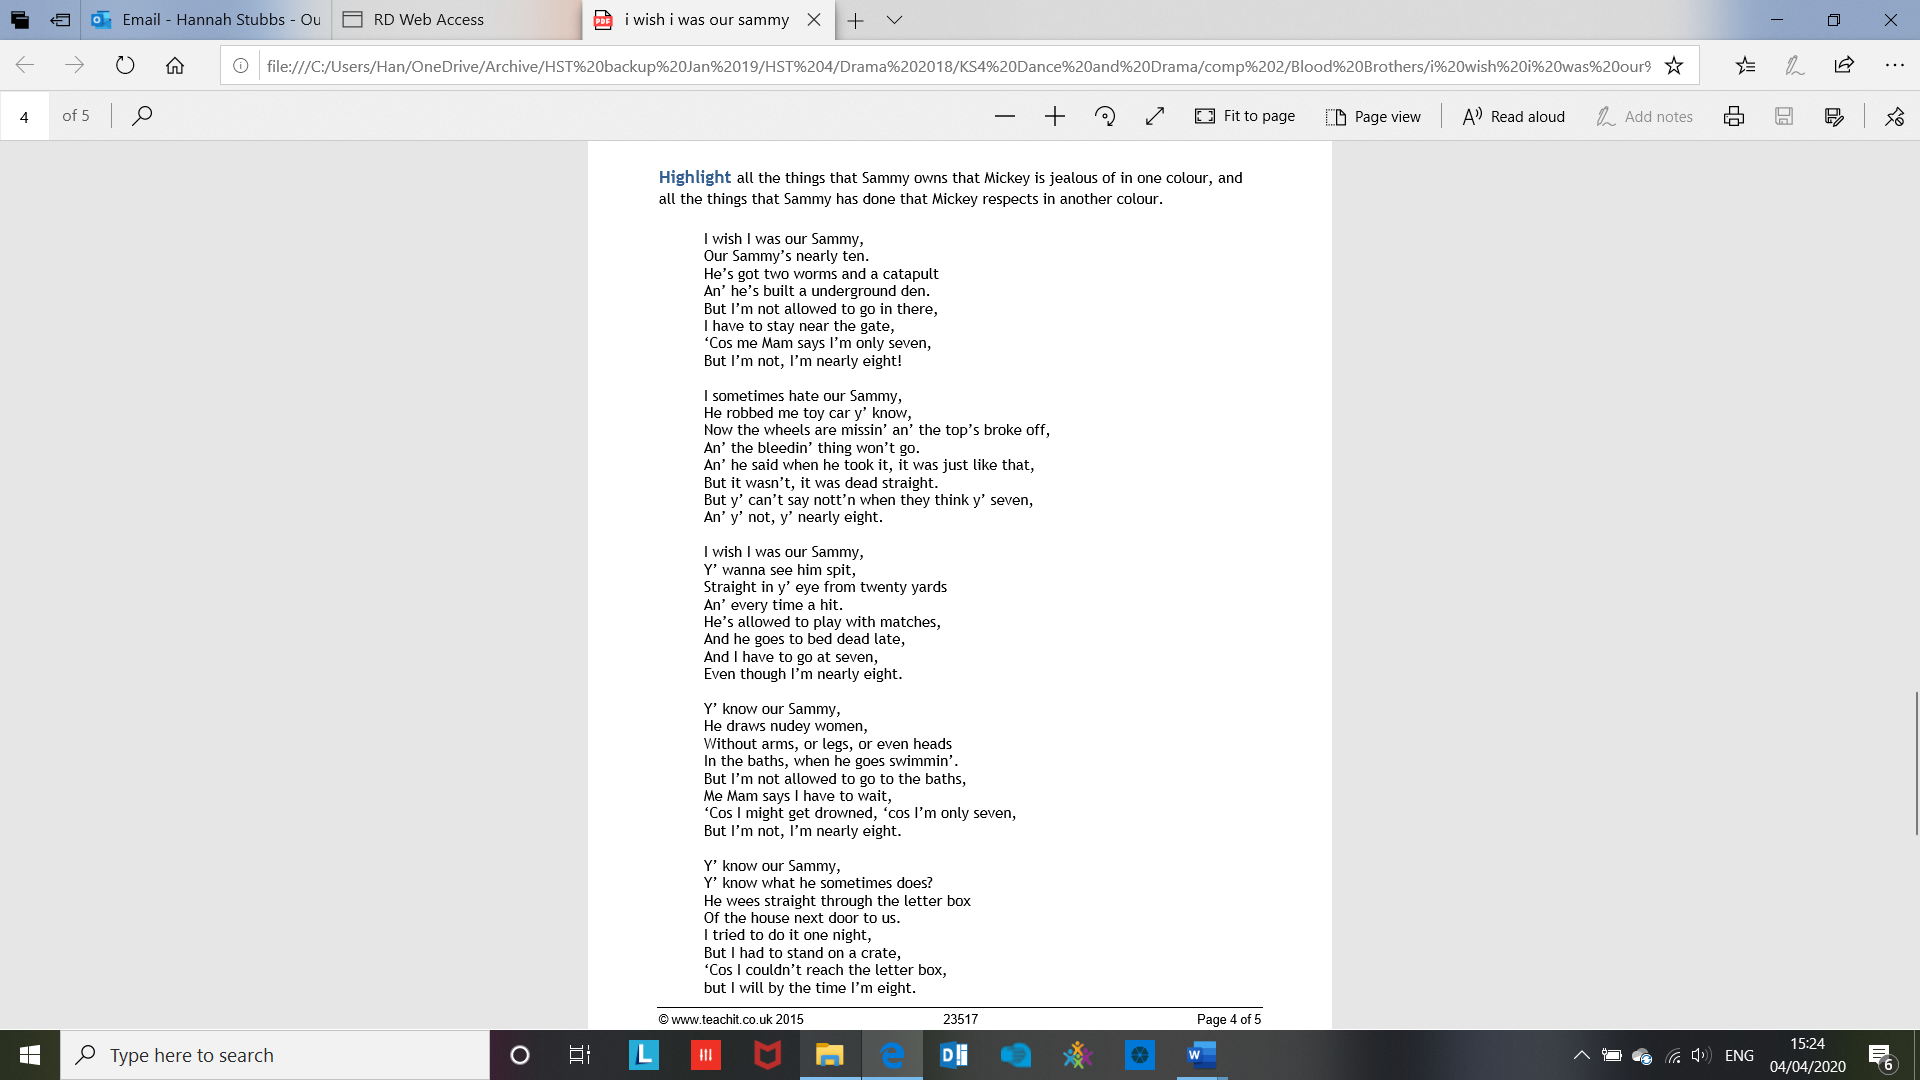 Email - Hannah Stubbs - Ou
RD Web Access
i wish i was our sammy
file:///C:/Users/Han/OneDrive/Archive/HST%20backup%20Jan%2019/HST%204/Drama%202018/KS4%20Dance%20and%20Drama/comp%202/Blood%20Brothers/i%20wish%20i%20was%20our%
4 of 5
Fit to page
Page view
Read aloud
Add notes
Highlight all the things that Sammy owns that Mickey is jealous of in one colour, and
all the things that Sammy has done that Mickey respects in another colour.
I wish I was our Sammy,
Our Sammy’s nearly ten.
He’s got two worms and a catapult
An’ he’s built a underground den.
But I’m not allowed to go in there,
I have to stay near the gate,
‘Cos me Mam says I’m only seven,
But I’m not, I’m nearly eight!
I sometimes hate our Sammy,
He robbed me toy car y’ know,
Now the wheels are missin’ an’ the top’s broke off,
An’ the bleedin’ thing won’t go.
An’ he said when he took it, it was just like that,
But it wasn’t, it was dead straight.
But y’ can’t say nott’n when they think y’ seven,
An’ y’ not, y’ nearly eight.
I wish I was our Sammy,
Y’ wanna see him spit,
Straight in y’ eye from twenty yards
An’ every time a hit.
He’s allowed to play with matches,
And he goes to bed dead late,
And I have to go at seven,
Even though I’m nearly eight.
Y’ know our Sammy,
He draws nudey women,
Without arms, or legs, or even heads
In the baths, when he goes swimmin’.
But I’m not allowed to go to the baths,
Me Mam says I have to wait,
‘Cos I might get drowned, ‘cos I’m only seven,
But I’m not, I’m nearly eight.
Y’ know our Sammy,
Y’ know what he sometimes does?
He wees straight through the letter box
Of the house next door to us.
I tried to do it one night,
But I had to stand on a crate,
‘Cos I couldn’t reach the letter box,
but I will by the time I’m eight.
© www.teachit.co.uk 2015
23517
Page 4 of 5
Type here to search
ENG
15:24
04/04/2020
6